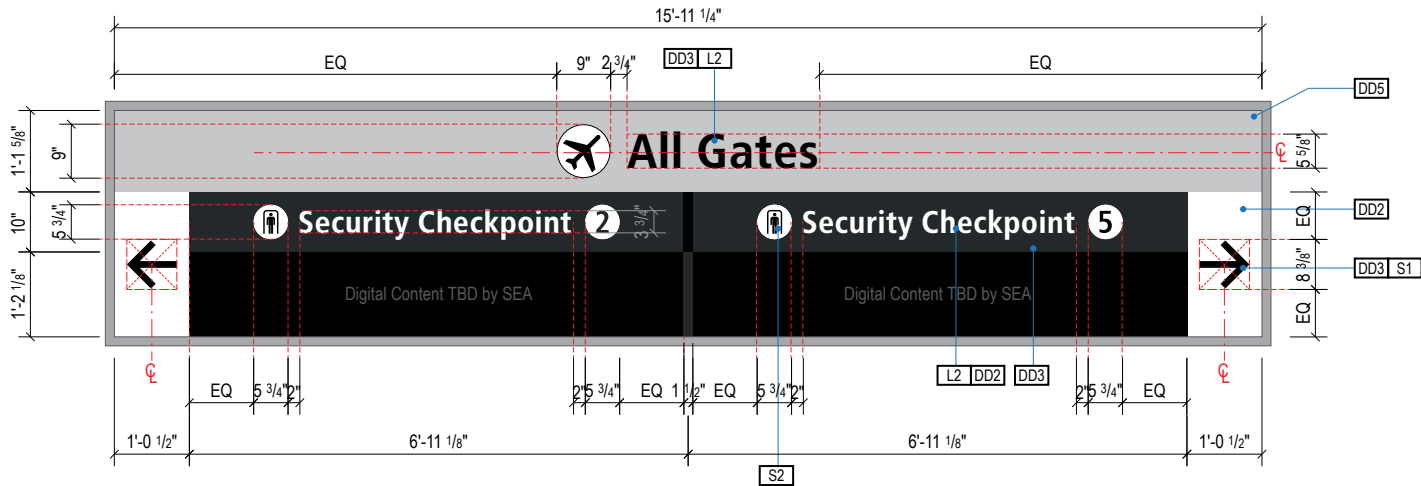 15'-11 1/4"
EQ 9" 2 3/4" DD3 L2 EQ
DD5
1'-1 5/8" 9" All Gates 5 5/8" CL
10" 5 3/4" Security Checkpoint 2 3 3/4" Security Checkpoint 5 EQ DD2
8 3/8" DD3 S1
1'-2 1/8" Digital Content TBD by SEA Digital Content TBD by SEA EQ
CL CL
L2 DD2 DD3
EQ 5 3/4" 2" 2" 5 3/4" EQ 1 1/2" EQ 5 3/4" 2" 2" 5 3/4" EQ
1'-0 1/2" 6'-11 1/8" 6'-11 1/8" 1'-0 1/2"
S2